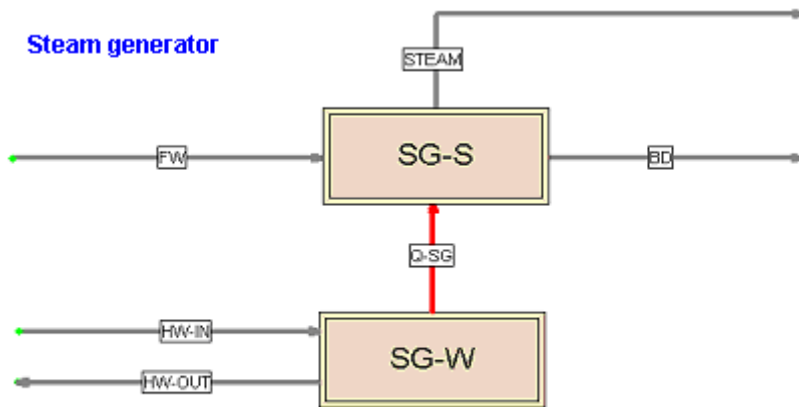 Steam generator
STEAM
FW
SG-S
BD
Q-SG
HW-IN
SG-W
HW-OUT